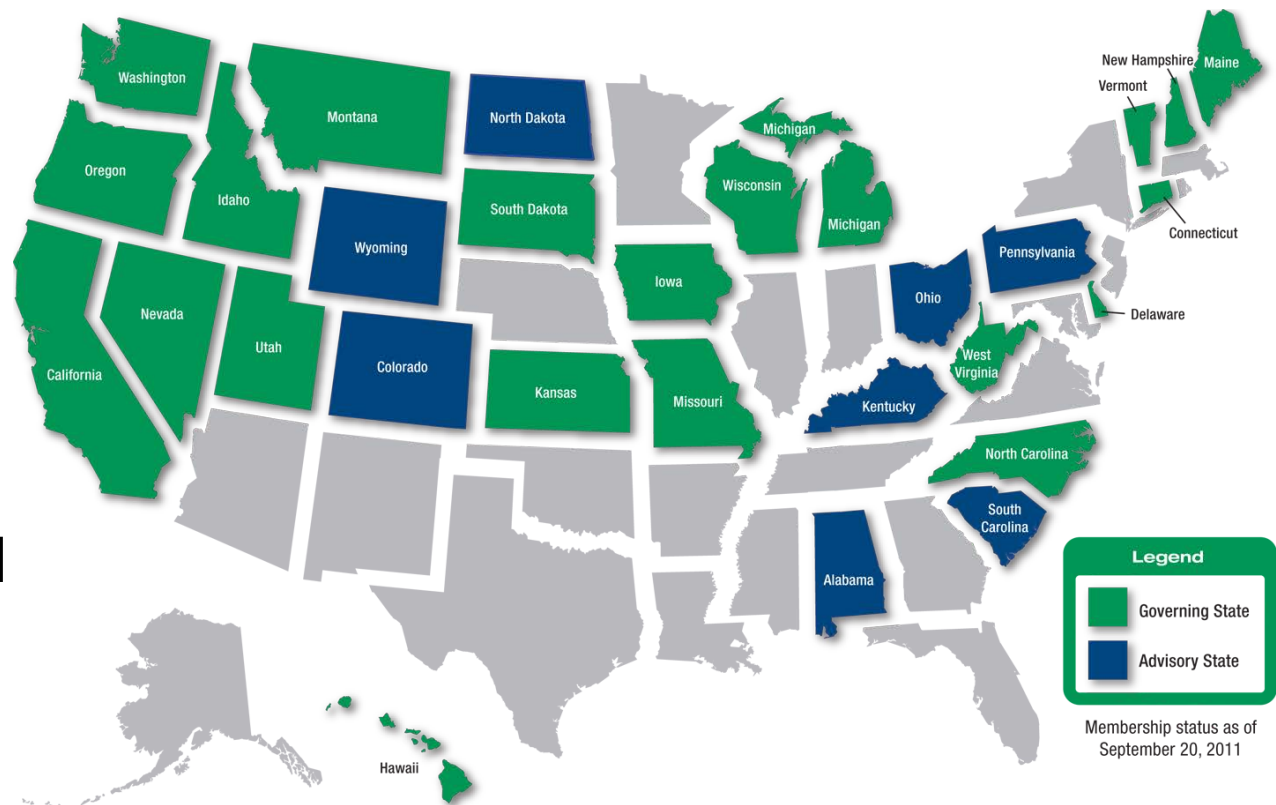 New Hampshire
Maine
Vermont
Washington
Montana
North Dakota
Michigan
Oregon
Idaho
Wisconsin
South Dakota
Michigan
Connecticut
Wyoming
Pennsylvania
Iowa
Ohio
Nevada
Delaware
Utah
West
Virginia
California
Colorado
Kansas
Missouri
Kentucky
North Carolina
South
Carolina
Alabama
Legend
Governing State
Advisory State
Membership status as of
September 20, 2011
Hawaii